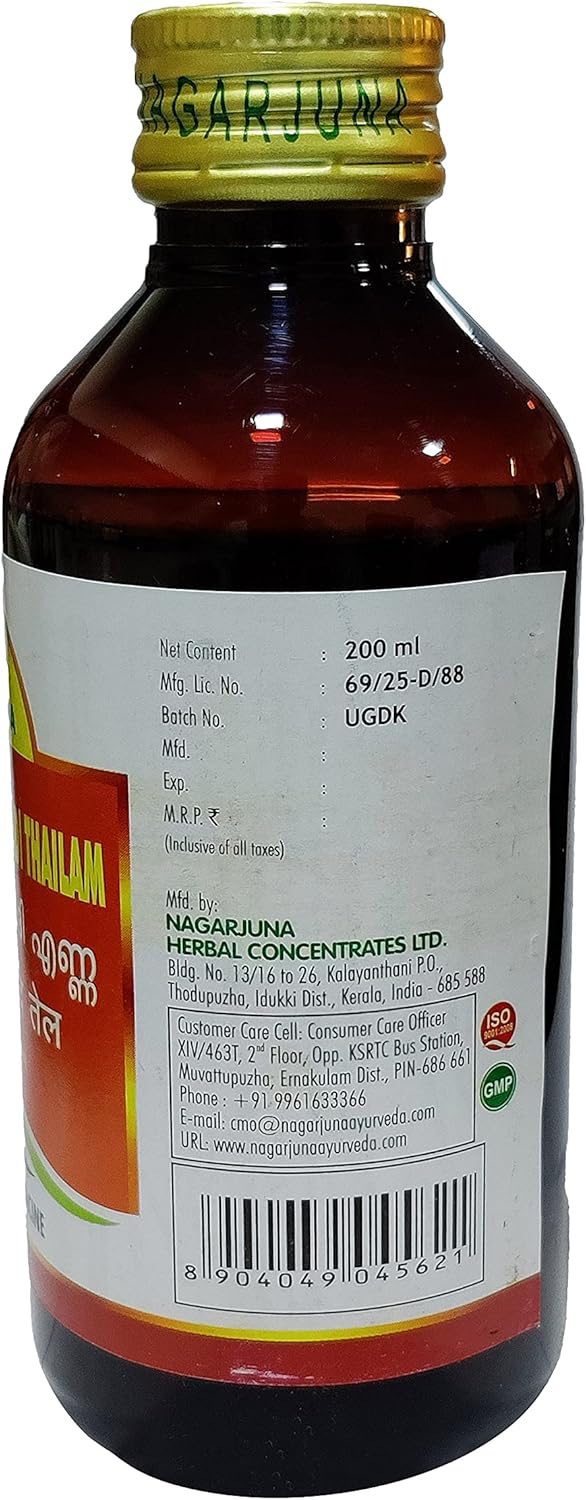 NAGARJUNA
Net Content : 200 ml
Mfg. Lic. No. : 69/25-D/88
Batch No. : UGDK
Mfd. :
Exp. :
M.R.P. ₹ :
(Inclusive of all taxes)
THAILAM
എണ്ണ
तेल
Mfd. by:
NAGARJUNA
HERBAL CONCENTRATES LTD.
Bldg. No. 13/16 to 26, Kalayanthani P.O.,
Thodupuzha, Idukki Dist., Kerala, India - 685 588
Customer Care Cell: Consumer Care Officer
XIV/463T, 2nd Floor, Opp. KSRTC Bus Station,
Muvattupuzha, Ernakulam Dist., PIN-686 661
Phone : +91 9961633366
E-mail: cmo@nagarjunaayurveda.com
URL: www.nagarjunaayurveda.com
ISO
9001:2008
GMP
8 904049 045621